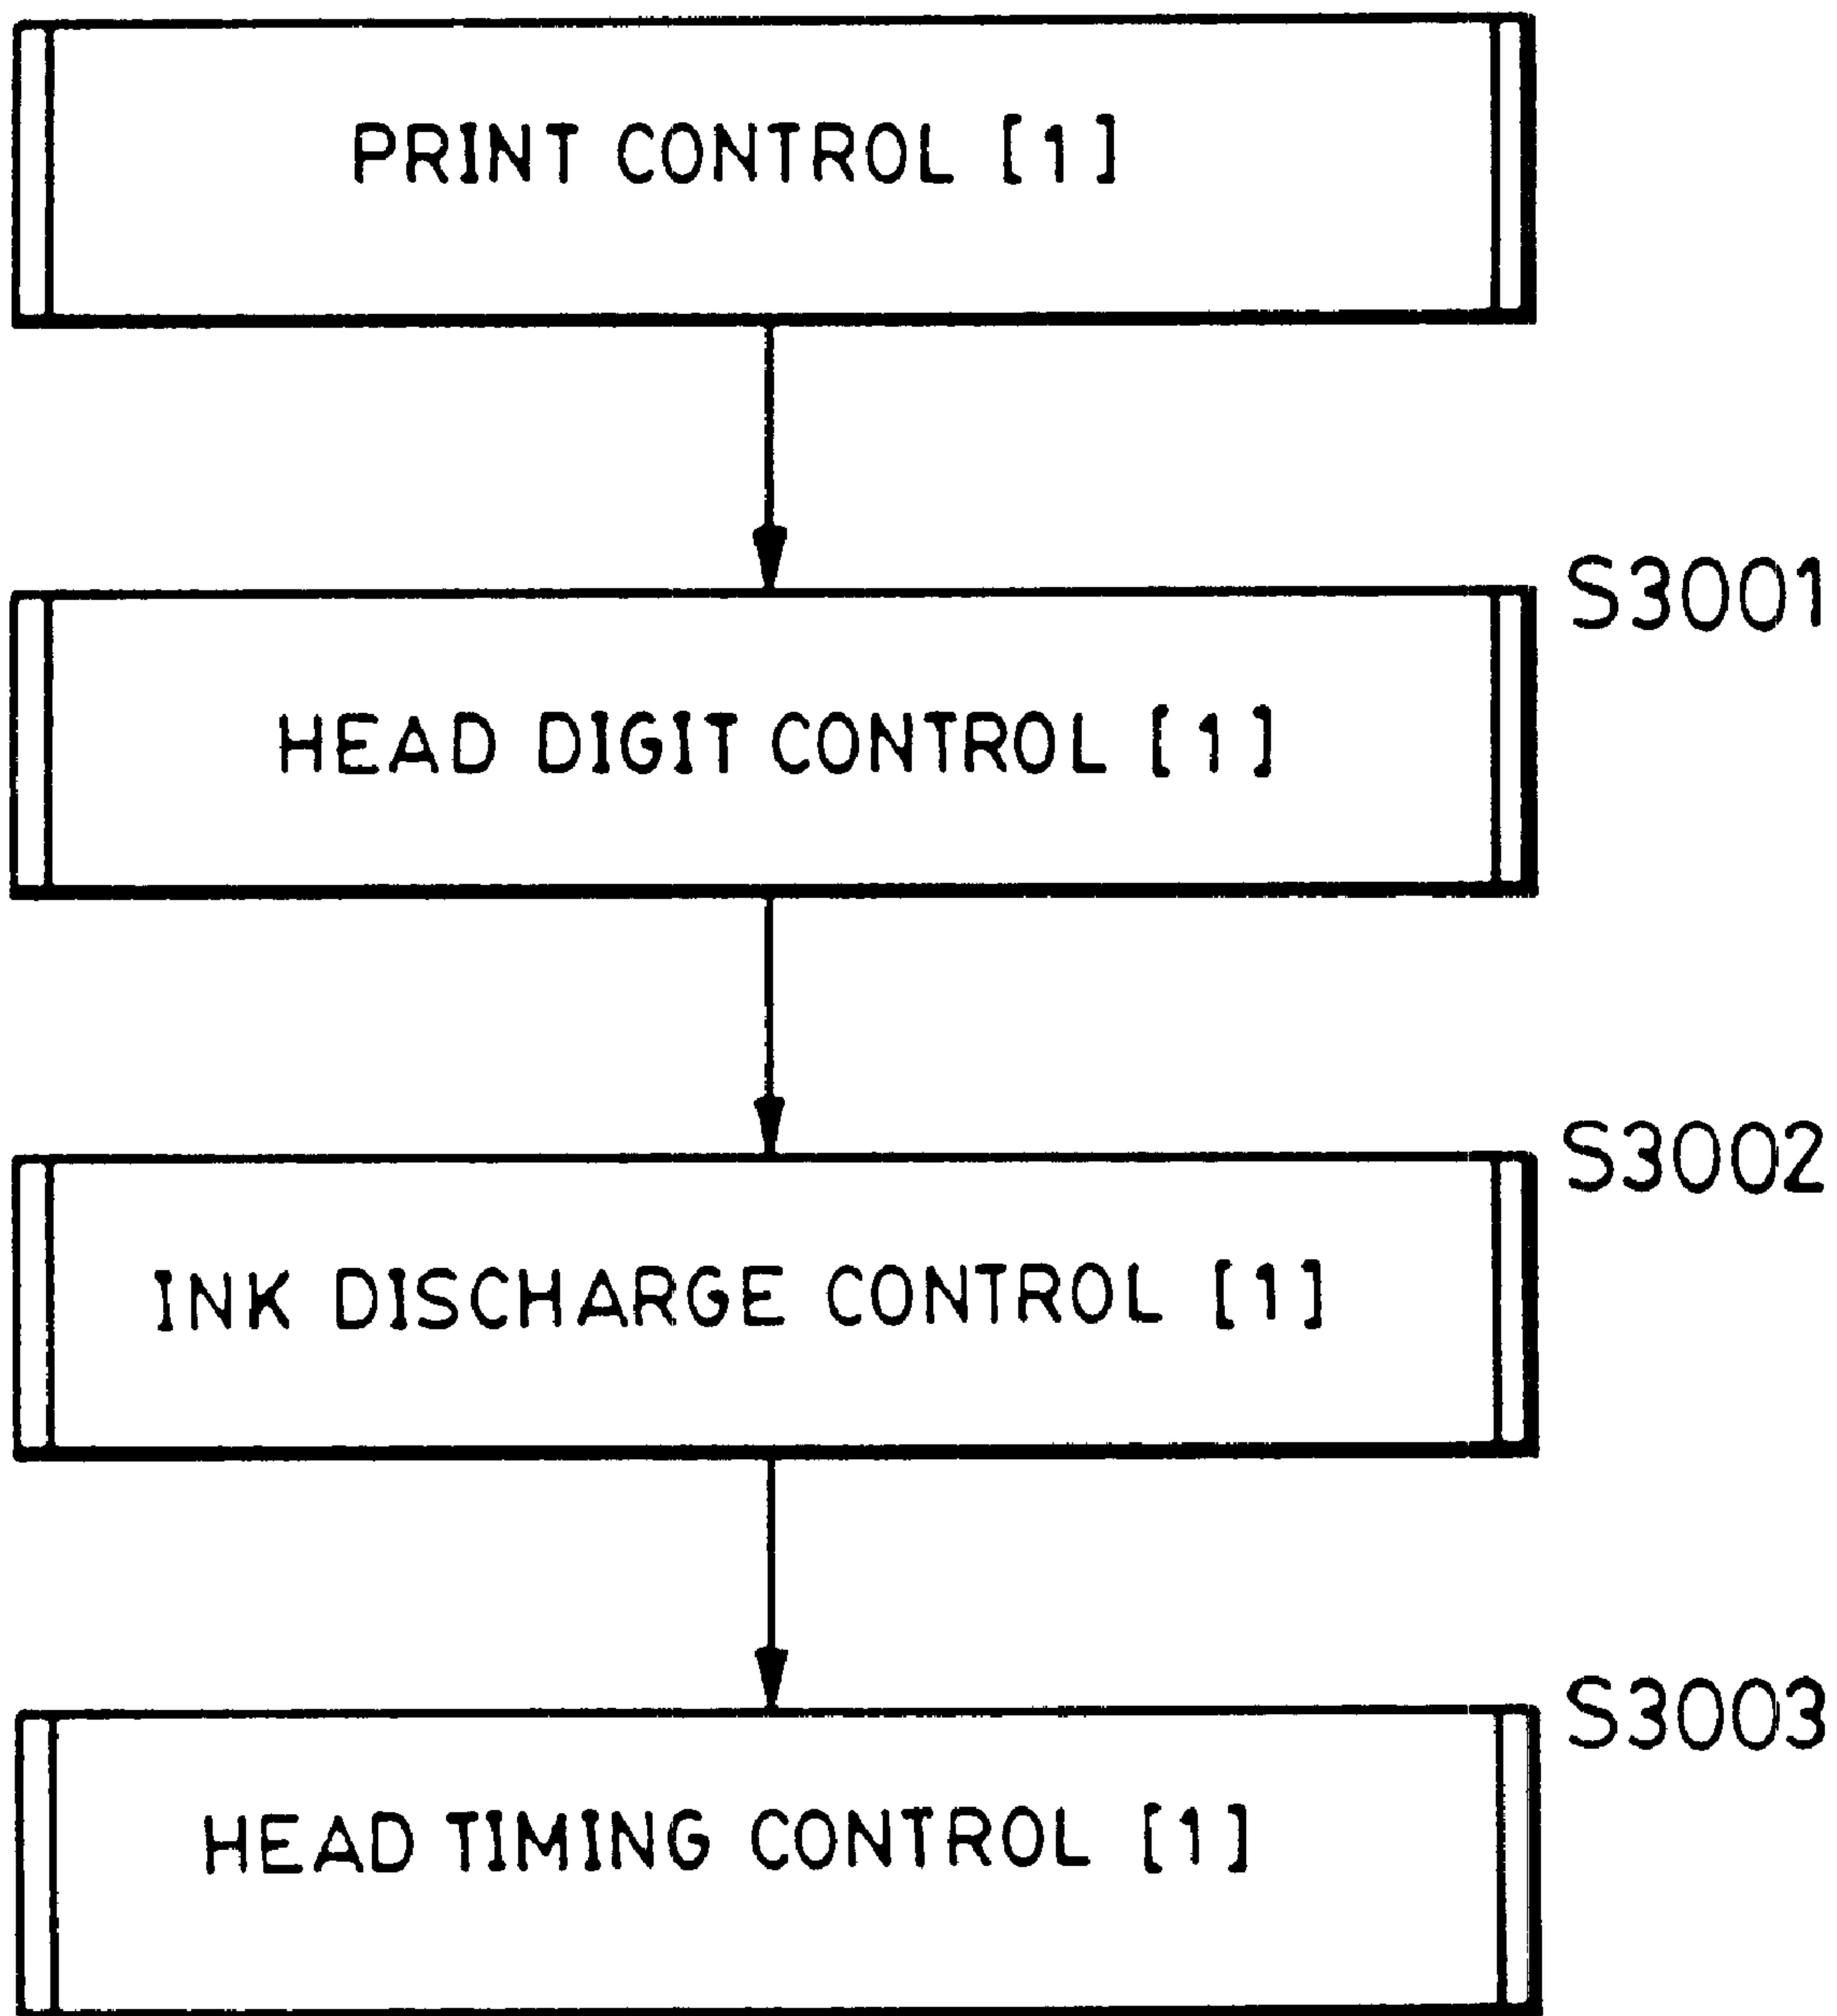 PRINT CONTROL [1]
S3001
HEAD DIGIT CONTROL [1]
S3002
INK DISCHARGE CONTROL [1]
S3003
HEAD TIMING CONTROL [1]